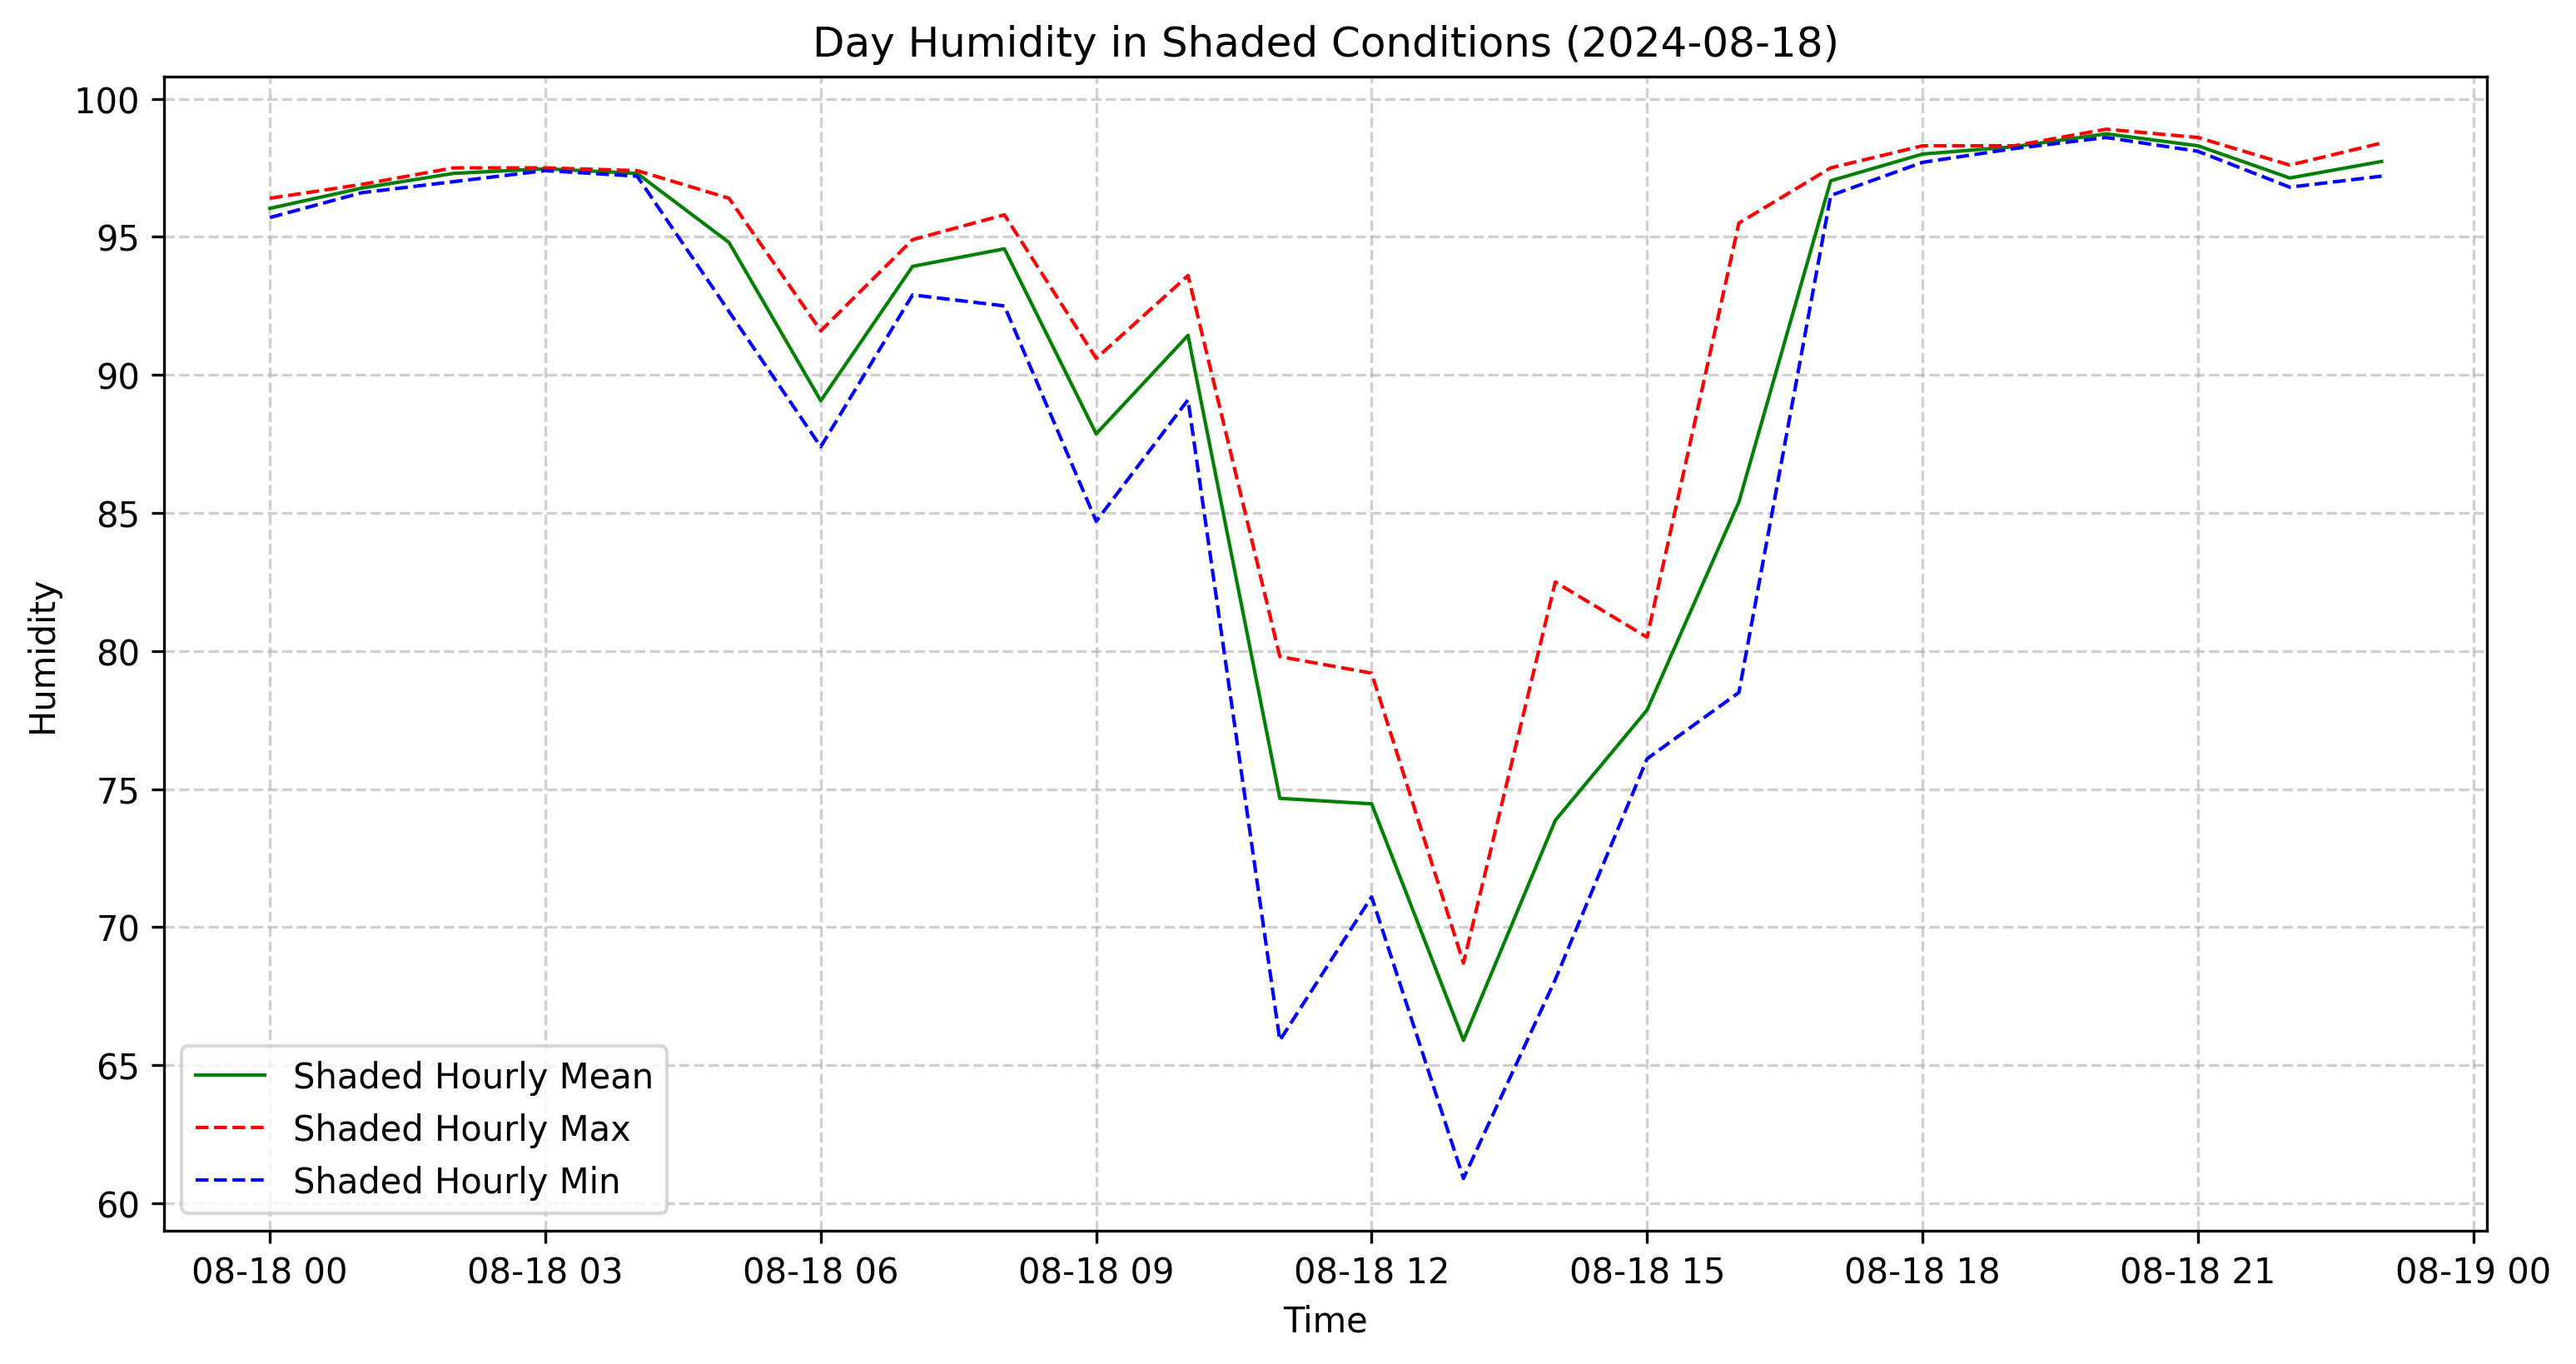 Day Humidity in Shaded Conditions (2024-08-18)
100
95
90
85
80
75
70
65
60
Humidity
Shaded Hourly Mean
Shaded Hourly Max
Shaded Hourly Min
08-18 00 08-18 03 08-18 06 08-18 09 08-18 12 08-18 15 08-18 18 08-18 21 08-19 00
Time